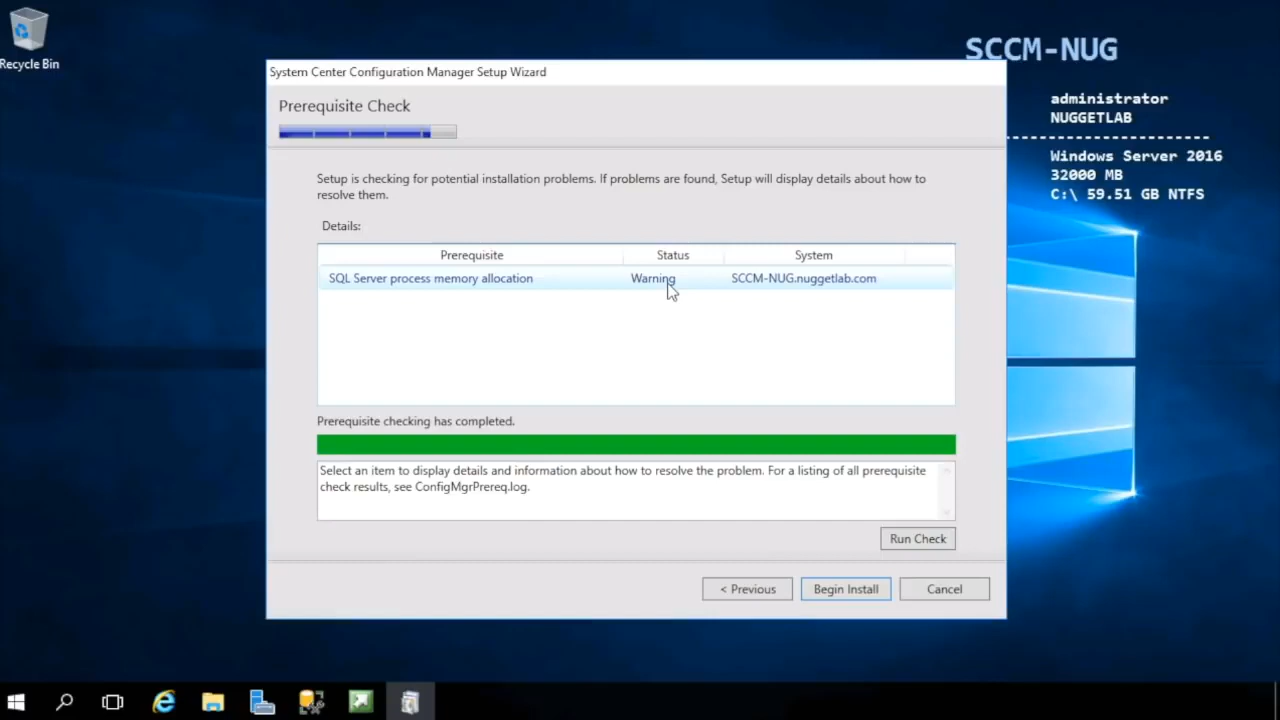 Recycle Bin
SCCM-NUG
administrator
NUGGETLAB
-----------------------
Windows Server 2016
32000 MB
C:\ 59.51 GB NTFS
System Center Configuration Manager Setup Wizard
Prerequisite Check
Setup is checking for potential installation problems. If problems are found, Setup will display details about how to
resolve them.
Details:
Prerequisite Status System
SQL Server process memory allocation Warning SCCM-NUG.nuggetlab.com
Prerequisite checking has completed.
Select an item to display details and information about how to resolve the problem. For a listing of all prerequisite
check results, see ConfigMgrPrereq.log.
Run Check
< Previous Begin Install Cancel